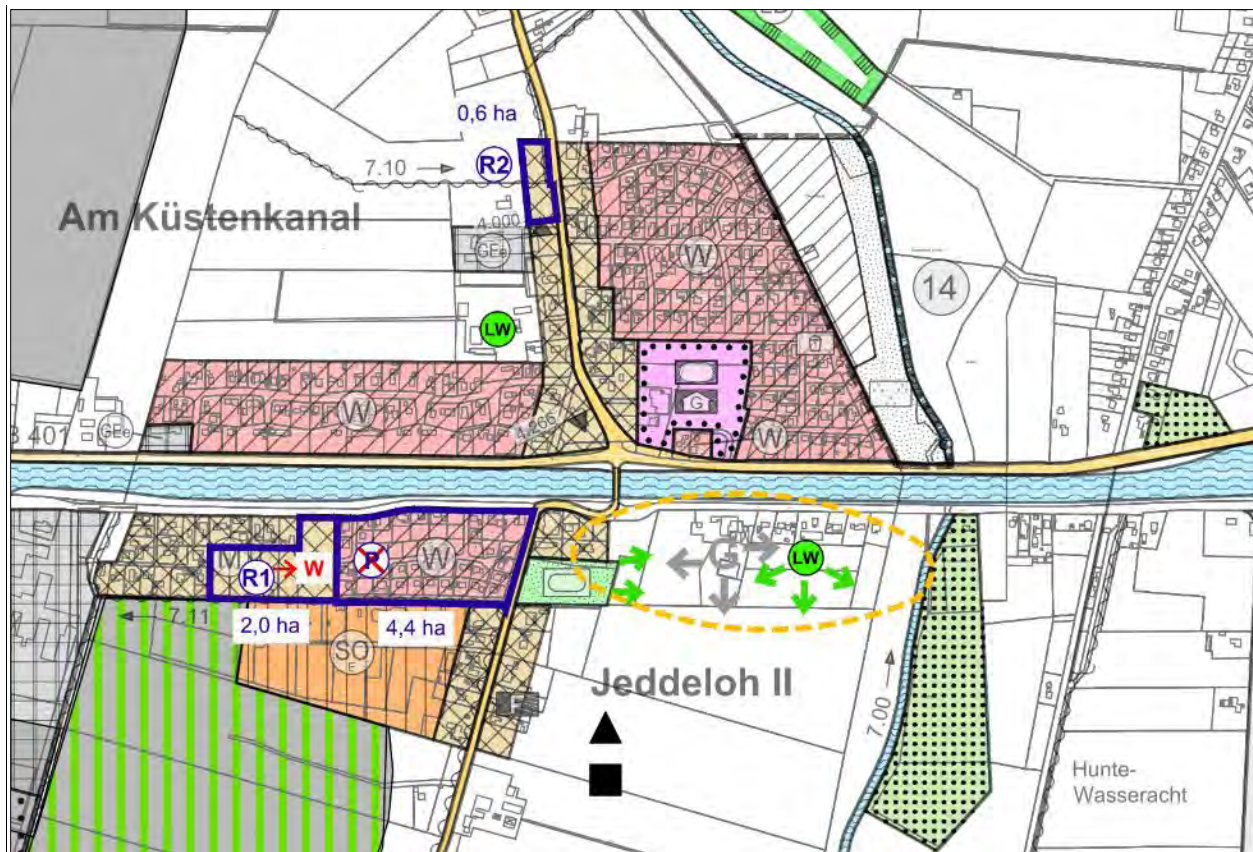 0,6 ha
7.10
R2
Am Küstenkanal
4.000
GEe
W
14
LW
G
W
W
GEe
B 401
M
R1
W
R
W
G
LW
7.11
2,0 ha
4,4 ha
SO
E
7.00
Jeddeloh II
F
Hunte-
Wasseracht